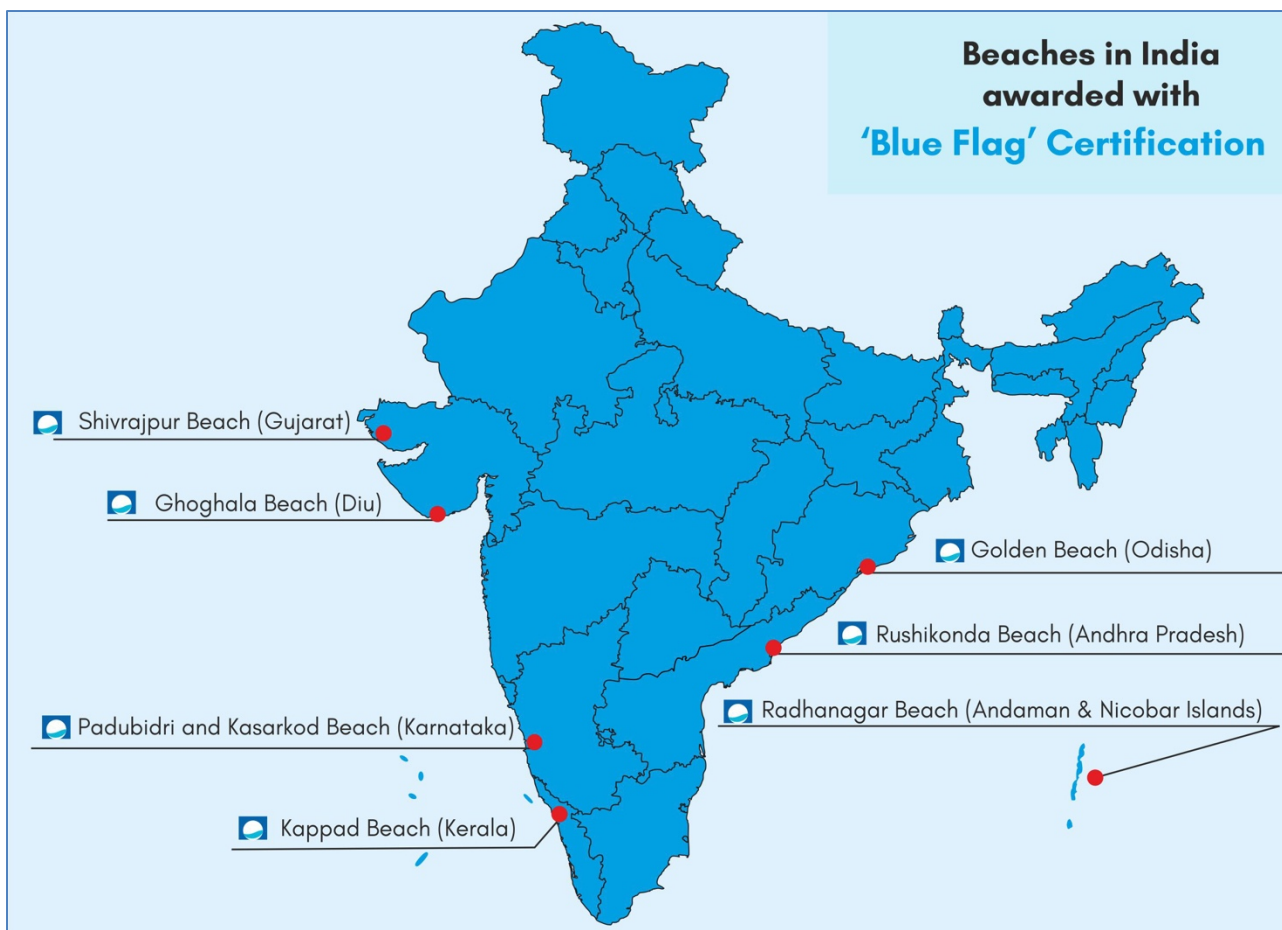 Beaches in India
awarded with
‘Blue Flag’ Certification
Shivrajpur Beach (Gujarat)
Ghoghala Beach (Diu)
Golden Beach (Odisha)
Rushikonda Beach (Andhra Pradesh)
Radhanagar Beach (Andaman & Nicobar Islands)
Padubidri and Kasarkod Beach (Karnataka)
Kappad Beach (Kerala)